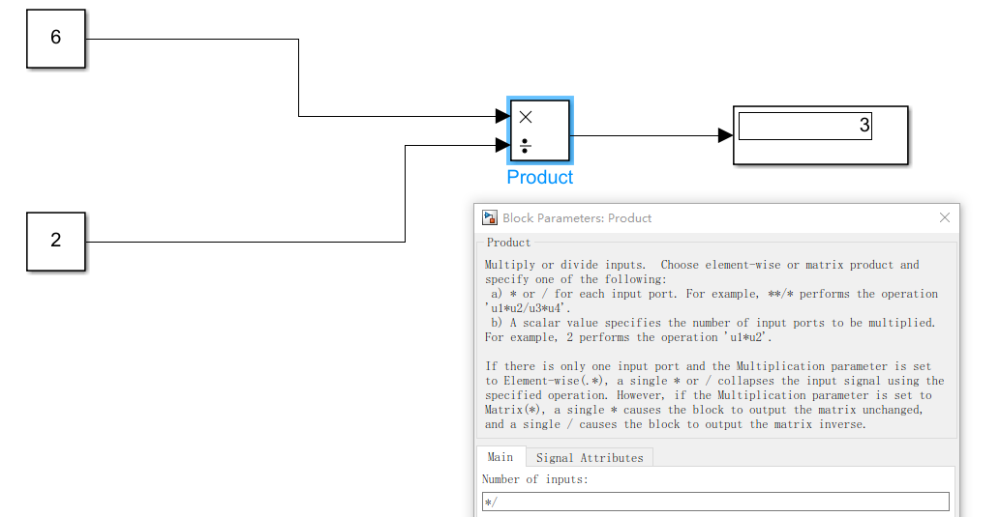 6
×
÷
3
Product
2
Block Parameters: Product
Product
Multiply or divide inputs.  Choose element-wise or matrix product and
specify one of the following:
a) * or / for each input port. For example, **/* performs the operation
'u1*u2/u3*u4'.
b) A scalar value specifies the number of input ports to be multiplied.
For example, 2 performs the operation 'u1*u2'.
If there is only one input port and the Multiplication parameter is set
to Element-wise(.*), a single * or / collapses the input signal using the
specified operation. However, if the Multiplication parameter is set to
Matrix(*), a single * causes the block to output the matrix unchanged,
and a single / causes the block to output the matrix inverse.
Main Signal Attributes
Number of inputs:
*/